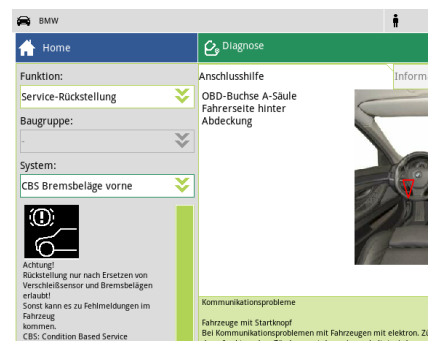 BMW
Home
Diagnose
Funktion:
Service-Rückstellung
Baugruppe:
-
System:
CBS Bremsbeläge vorne
Achtung!
Rückstellung nur nach Ersetzen von
Verschleißsensor und Bremsbelägen
erlaubt!
Sonst kann es zu Fehlmeldungen im
Fahrzeug
kommen.
CBS: Condition Based Service
Anschlusshilfe
Inform
OBD-Buchse A-Säule
Fahrerseite hinter
Abdeckung
Kommunikationsprobleme
Fahrzeuge mit Startknopf
Bei Kommunikationsproblemen mit Fahrzeugen mit elektron.